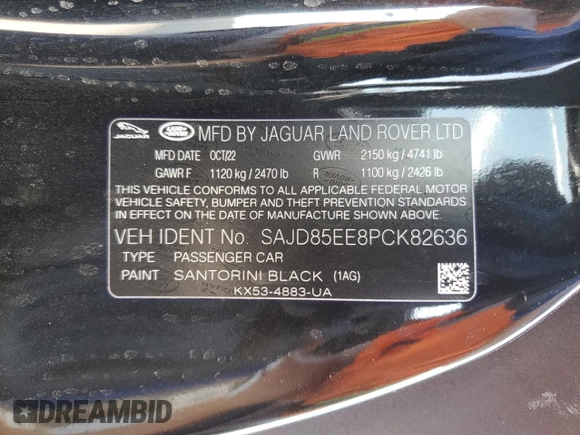 JAGUAR LAND ROVER MFD BY JAGUAR LAND ROVER LTD
MFD DATE OCT/22 GVWR 2150 kg / 4741 lb
GAWR F 1120 kg / 2470 lb R 1100 kg / 2426 lb
THIS VEHICLE CONFORMS TO ALL APPLICABLE FEDERAL MOTOR
VEHICLE SAFETY, BUMPER AND THEFT PREVENTION STANDARDS
IN EFFECT ON THE DATE OF MANUFACTURE SHOWN ABOVE.
VEH IDENT No. SAJD85EE8PCK82636
TYPE PASSENGER CAR
PAINT SANTORINI BLACK (1AG)
KX53-4883-UA
DREAMBID